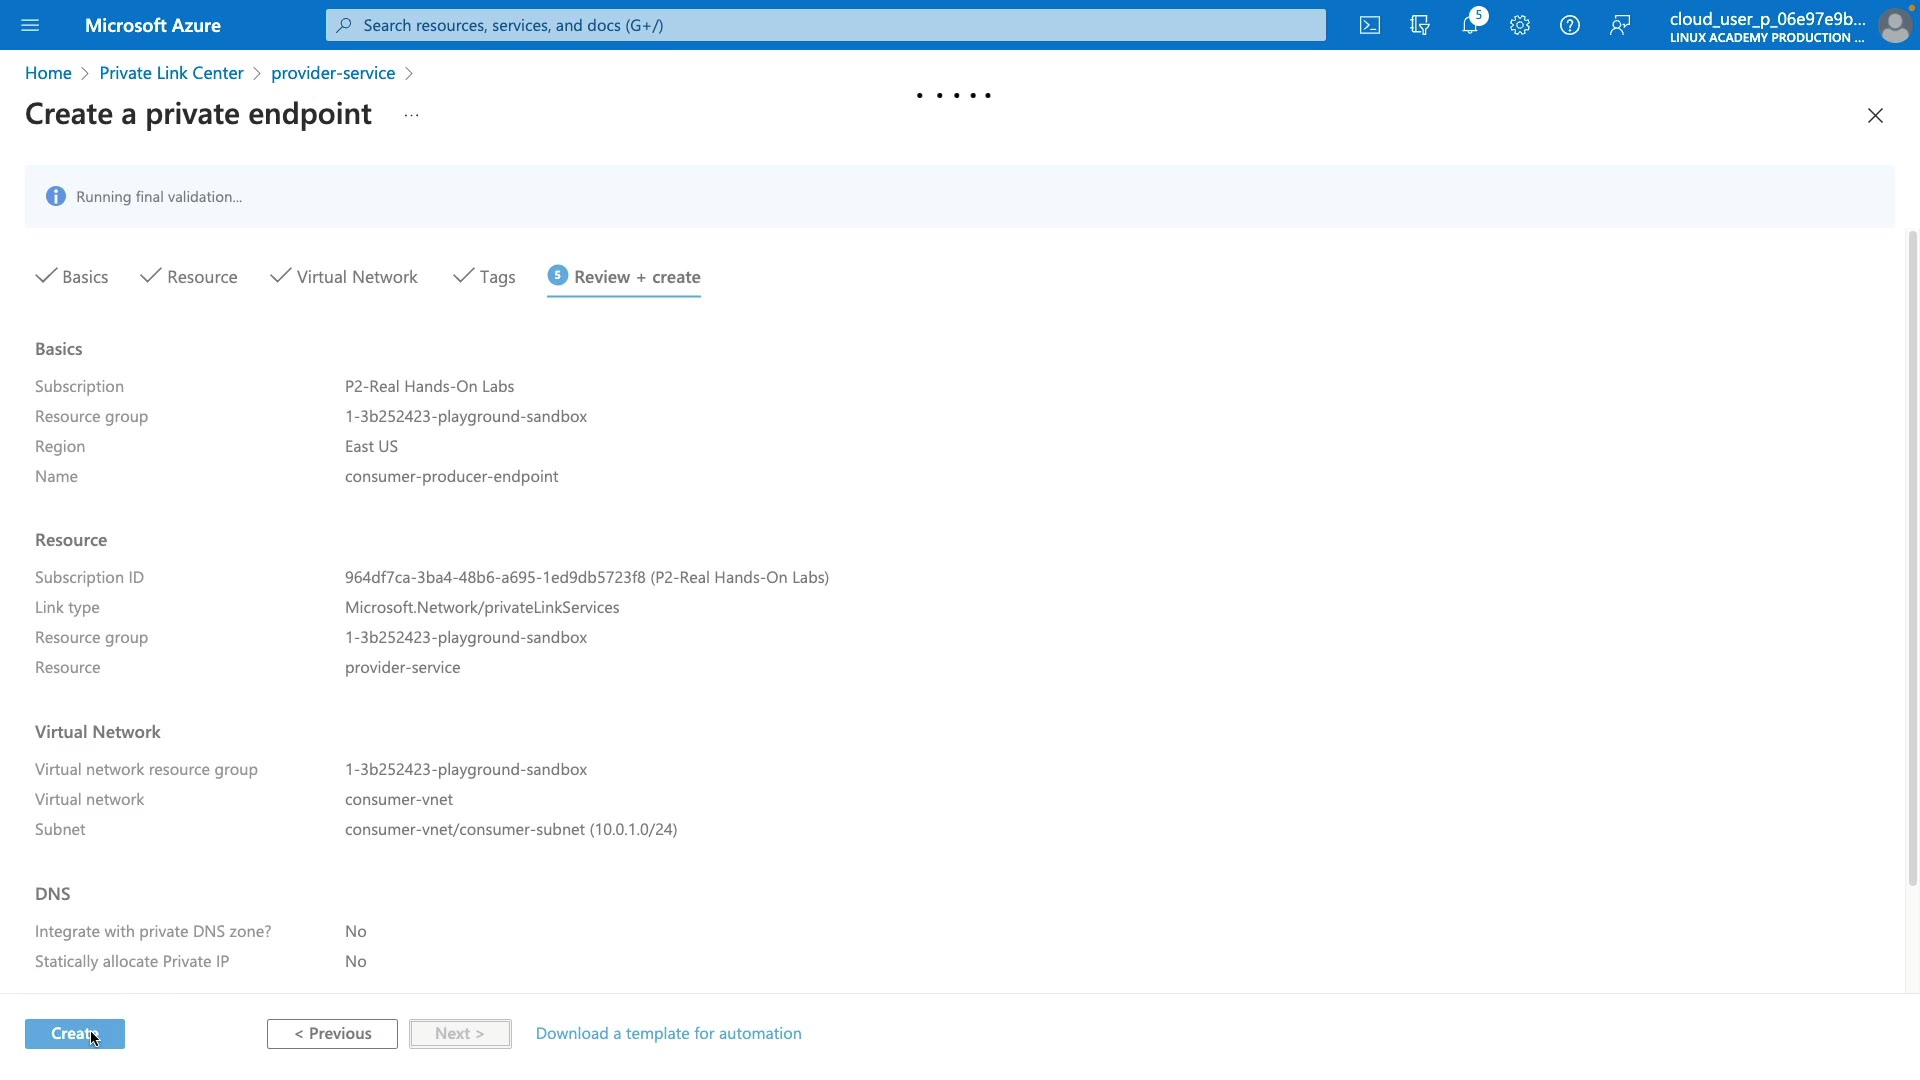 Microsoft Azure
Search resources, services, and docs (G+/)
5
cloud_user_p_06e97e9b...
LINUX ACADEMY PRODUCTION ...
Home > Private Link Center > provider-service >
Create a private endpoint ...
Running final validation...
Basics
Resource
Virtual Network
Tags
5 Review + create
Basics
Subscription P2-Real Hands-On Labs
Resource group 1-3b252423-playground-sandbox
Region East US
Name consumer-producer-endpoint
Resource
Subscription ID 964df7ca-3ba4-48b6-a695-1ed9db5723f8 (P2-Real Hands-On Labs)
Link type Microsoft.Network/privateLinkServices
Resource group 1-3b252423-playground-sandbox
Resource provider-service
Virtual Network
Virtual network resource group 1-3b252423-playground-sandbox
Virtual network consumer-vnet
Subnet consumer-vnet/consumer-subnet (10.0.1.0/24)
DNS
Integrate with private DNS zone? No
Statically allocate Private IP No
Create
< Previous
Next >
Download a template for automation